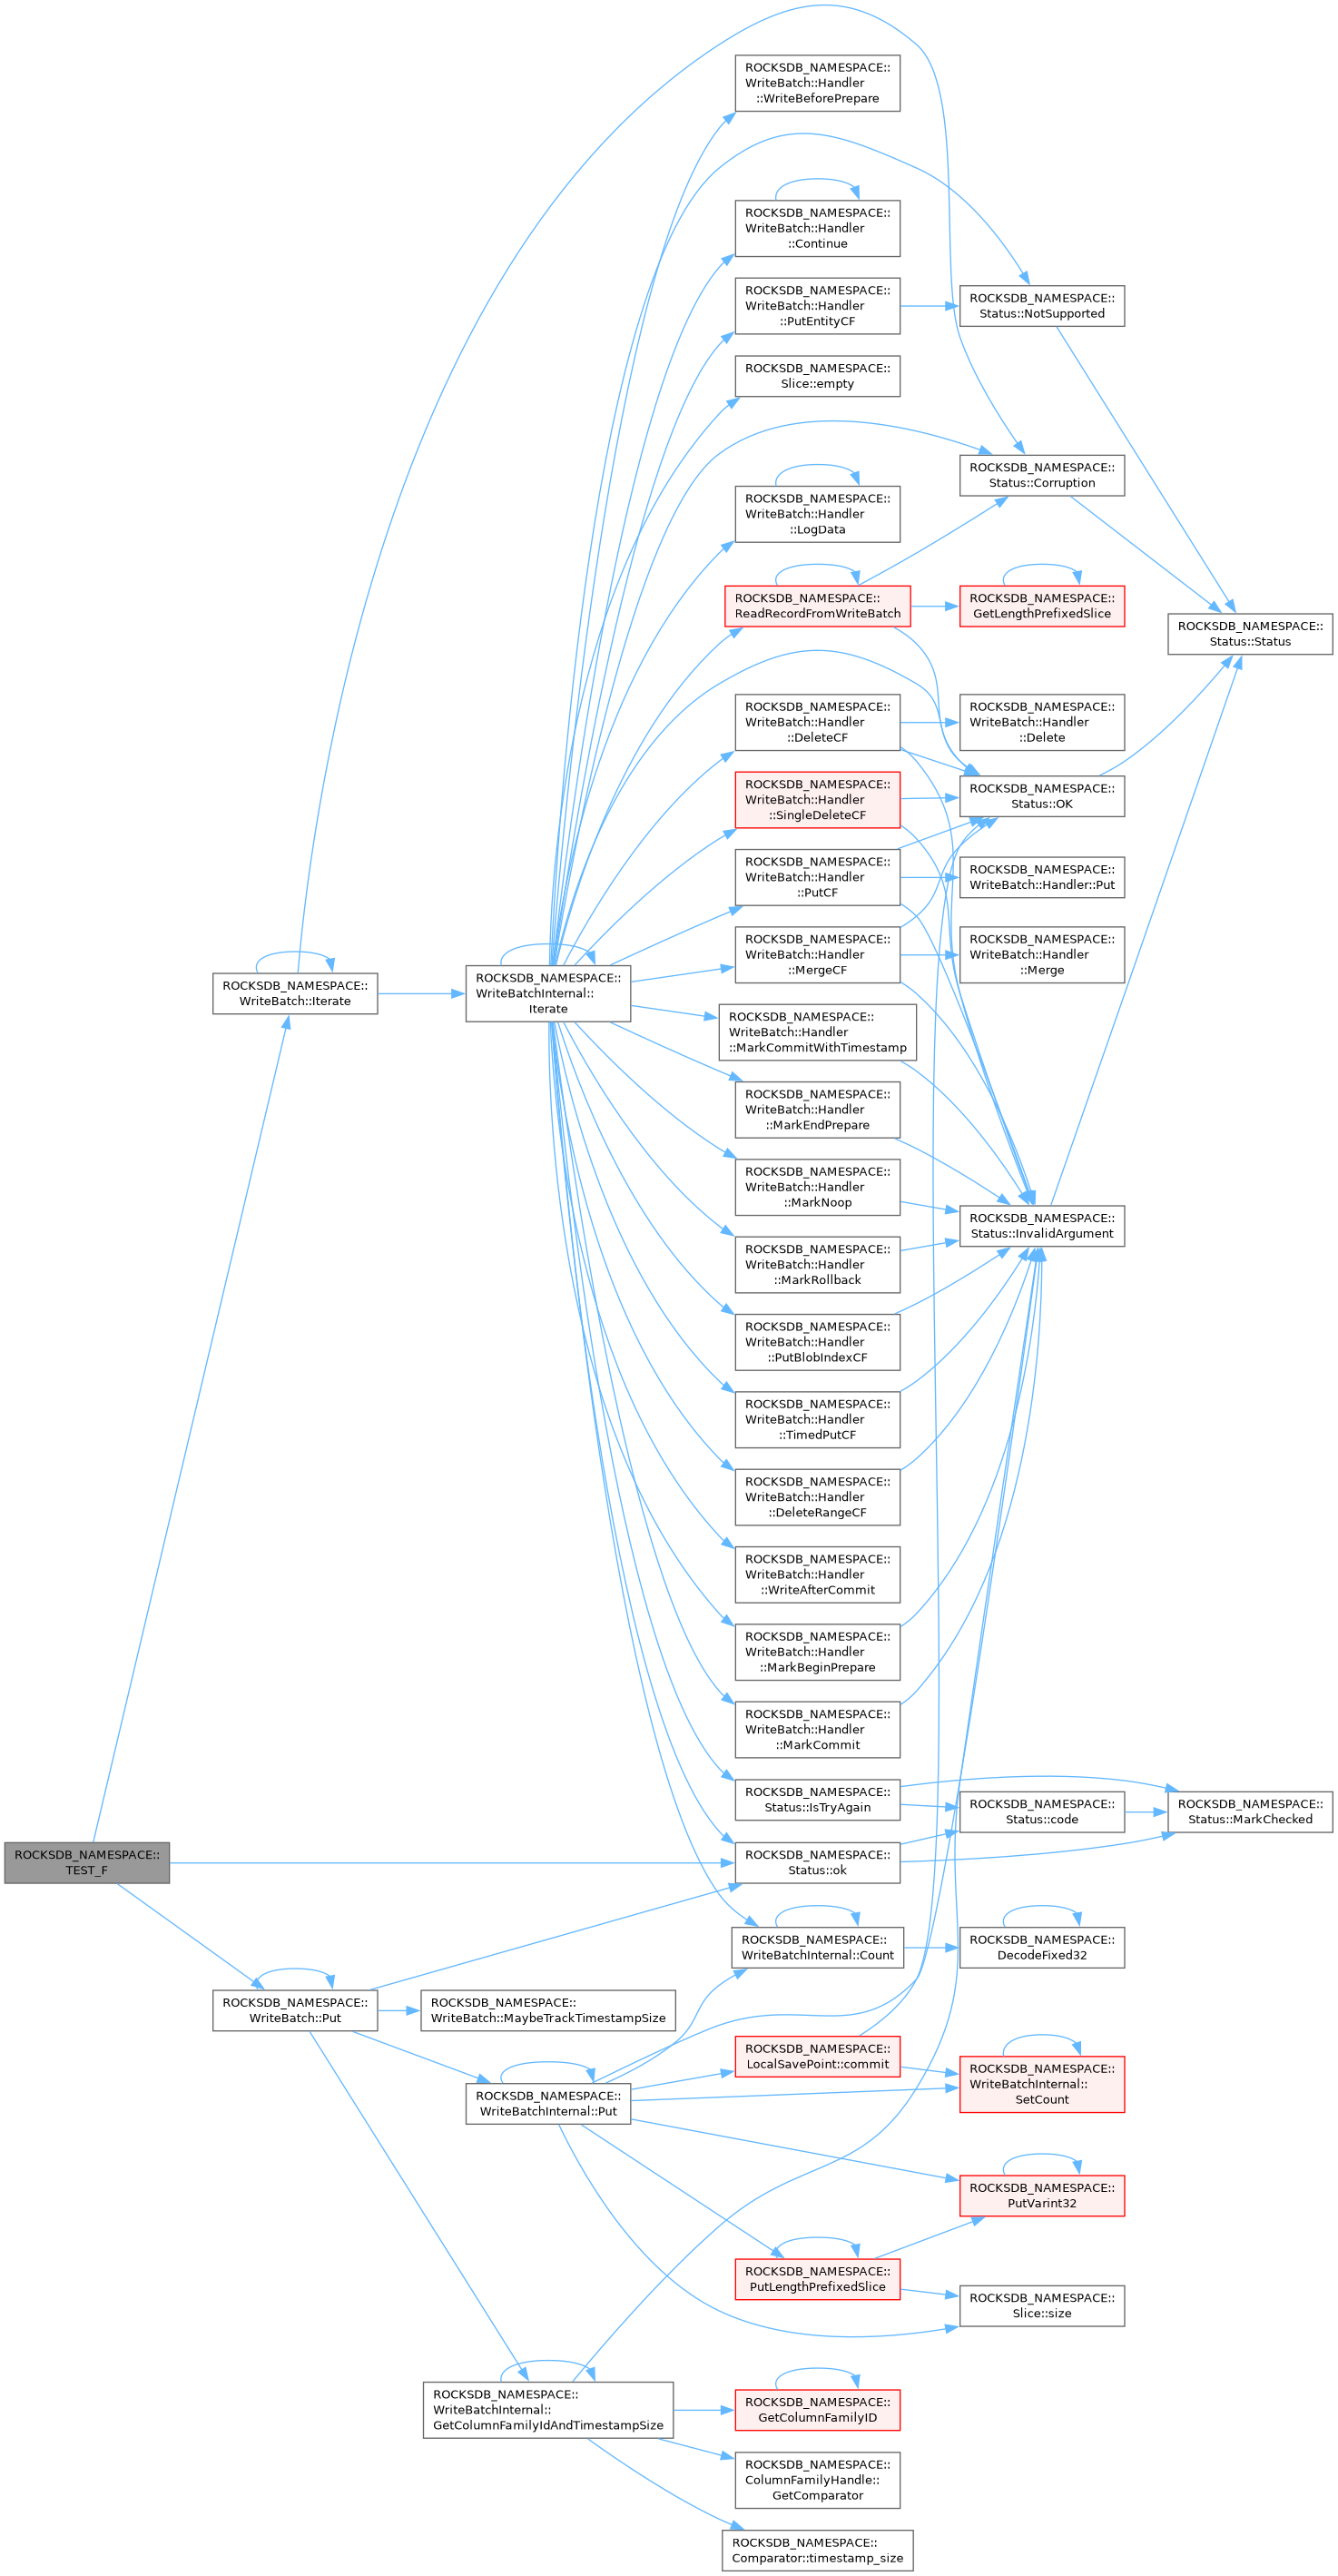 ROCKSDB_NAMESPACE::
TEST_F
ROCKSDB_NAMESPACE::
WriteBatch::Iterate
ROCKSDB_NAMESPACE::
WriteBatch::Put
ROCKSDB_NAMESPACE::
WriteBatch::MaybeTrackTimestampSize
ROCKSDB_NAMESPACE::
WriteBatchInternal::
Iterate
ROCKSDB_NAMESPACE::
WriteBatchInternal::Put
ROCKSDB_NAMESPACE::
WriteBatchInternal::
GetColumnFamilyIdAndTimestampSize
ROCKSDB_NAMESPACE::
WriteBatch::Handler
::WriteBeforePrepare
ROCKSDB_NAMESPACE::
WriteBatch::Handler
::Continue
ROCKSDB_NAMESPACE::
WriteBatch::Handler
::PutEntityCF
ROCKSDB_NAMESPACE::
Slice::empty
ROCKSDB_NAMESPACE::
WriteBatch::Handler
::LogData
ROCKSDB_NAMESPACE::
ReadRecordFromWriteBatch
ROCKSDB_NAMESPACE::
WriteBatch::Handler
::DeleteCF
ROCKSDB_NAMESPACE::
WriteBatch::Handler
::SingleDeleteCF
ROCKSDB_NAMESPACE::
WriteBatch::Handler
::PutCF
ROCKSDB_NAMESPACE::
WriteBatch::Handler
::MergeCF
ROCKSDB_NAMESPACE::
WriteBatch::Handler
::MarkCommitWithTimestamp
ROCKSDB_NAMESPACE::
WriteBatch::Handler
::MarkEndPrepare
ROCKSDB_NAMESPACE::
WriteBatch::Handler
::MarkNoop
ROCKSDB_NAMESPACE::
WriteBatch::Handler
::MarkRollback
ROCKSDB_NAMESPACE::
WriteBatch::Handler
::PutBlobIndexCF
ROCKSDB_NAMESPACE::
WriteBatch::Handler
::TimedPutCF
ROCKSDB_NAMESPACE::
WriteBatch::Handler
::DeleteRangeCF
ROCKSDB_NAMESPACE::
WriteBatch::Handler
::WriteAfterCommit
ROCKSDB_NAMESPACE::
WriteBatch::Handler
::MarkBeginPrepare
ROCKSDB_NAMESPACE::
WriteBatch::Handler
::MarkCommit
ROCKSDB_NAMESPACE::
Status::IsTryAgain
ROCKSDB_NAMESPACE::
Status::ok
ROCKSDB_NAMESPACE::
WriteBatchInternal::Count
ROCKSDB_NAMESPACE::
LocalSavePoint::commit
ROCKSDB_NAMESPACE::
PutLengthPrefixedSlice
ROCKSDB_NAMESPACE::
GetColumnFamilyID
ROCKSDB_NAMESPACE::
ColumnFamilyHandle::
GetComparator
ROCKSDB_NAMESPACE::
Comparator::timestamp_size
ROCKSDB_NAMESPACE::
Status::NotSupported
ROCKSDB_NAMESPACE::
Status::Corruption
ROCKSDB_NAMESPACE::
GetLengthPrefixedSlice
ROCKSDB_NAMESPACE::
WriteBatch::Handler
::Delete
ROCKSDB_NAMESPACE::
Status::OK
ROCKSDB_NAMESPACE::
WriteBatch::Handler::Put
ROCKSDB_NAMESPACE::
WriteBatch::Handler
::Merge
ROCKSDB_NAMESPACE::
Status::InvalidArgument
ROCKSDB_NAMESPACE::
Status::code
ROCKSDB_NAMESPACE::
DecodeFixed32
ROCKSDB_NAMESPACE::
WriteBatchInternal::
SetCount
ROCKSDB_NAMESPACE::
PutVarint32
ROCKSDB_NAMESPACE::
Slice::size
ROCKSDB_NAMESPACE::
Status::Status
ROCKSDB_NAMESPACE::
Status::MarkChecked